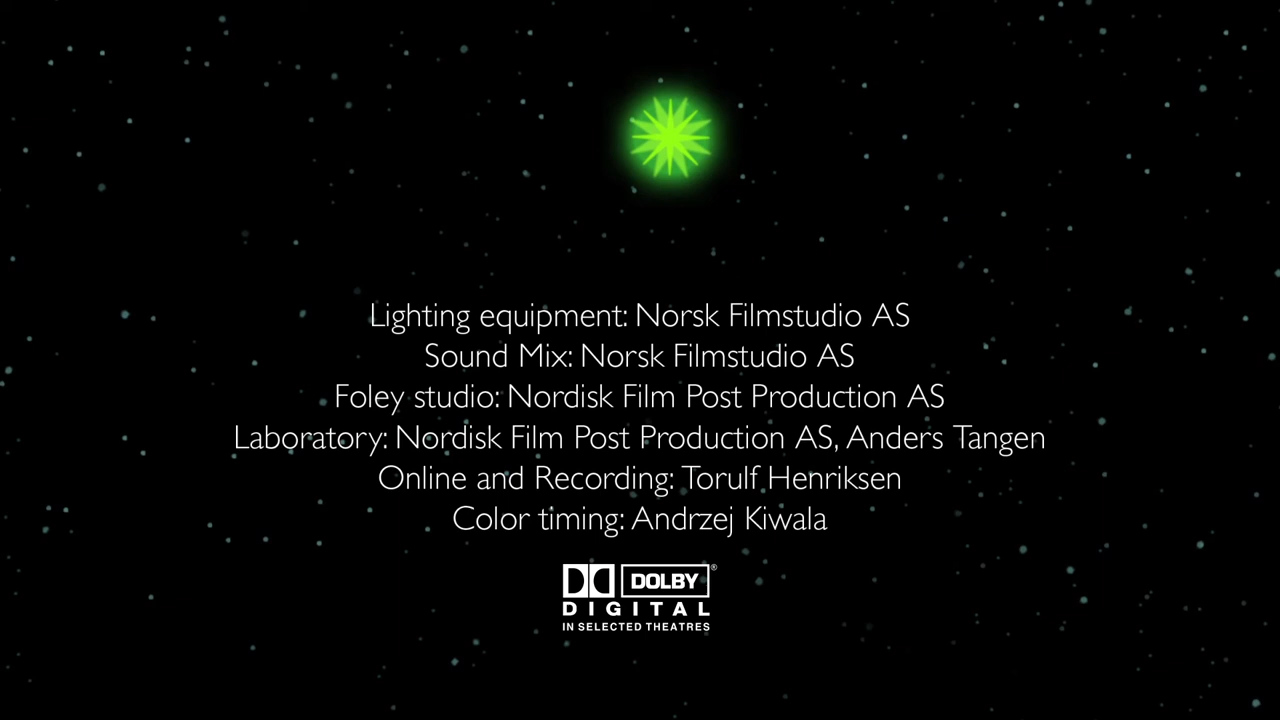 Lighting equipment: Norsk Filmstudio AS
Sound Mix: Norsk Filmstudio AS
Foley studio: Nordisk Film Post Production AS
Laboratory: Nordisk Film Post Production AS, Anders Tangen
Online and Recording: Torulf Henriksen
Color timing: Andrzej Kiwala
DOLBY®
DIGITAL
IN SELECTED THEATRES